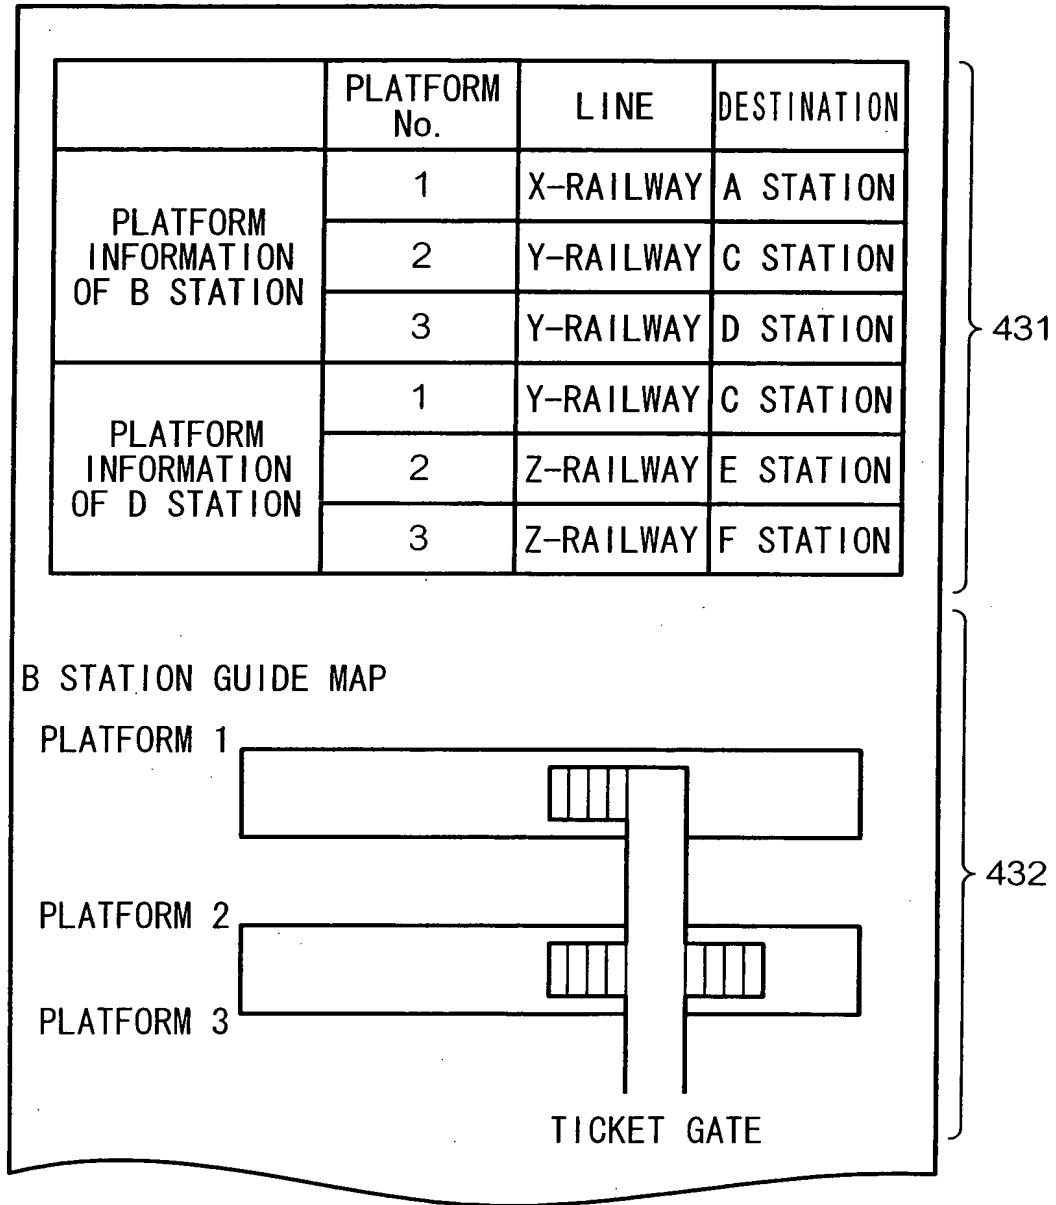 PLATFORM
No.
LINE
DESTINATION
PLATFORM
INFORMATION
OF B STATION
1
X-RAILWAY
A STATION
2
Y-RAILWAY
C STATION
3
Y-RAILWAY
D STATION
PLATFORM
INFORMATION
OF D STATION
1
Y-RAILWAY
C STATION
2
Z-RAILWAY
E STATION
3
Z-RAILWAY
F STATION
431
B STATION GUIDE MAP
PLATFORM 1
PLATFORM 2
PLATFORM 3
432
TICKET GATE